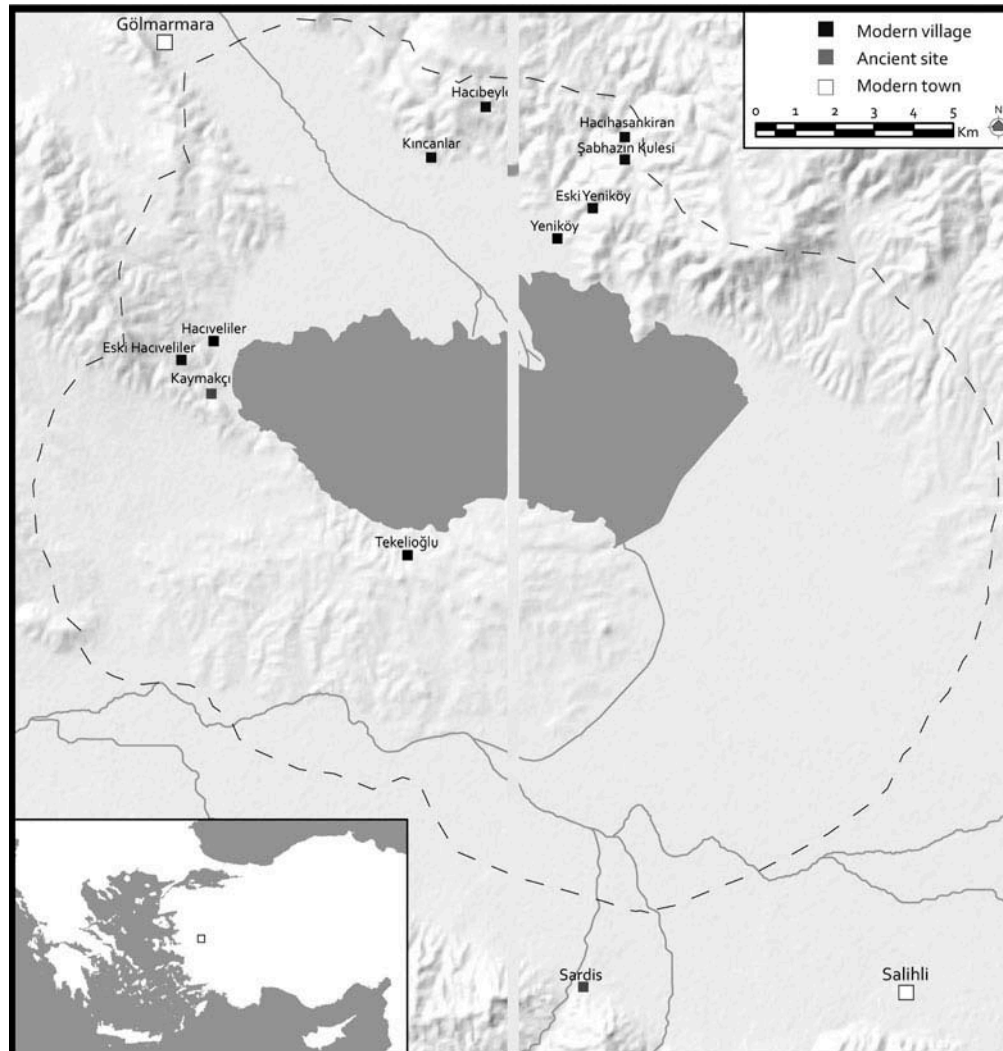 Gölmarmara
Modern village
Ancient site
Modern town
0 1 2 3 4 5
Km
N
Hacıbeyle
Kıncanlar
Hacıhasankiran
Şabhazın Kulesi
Eski Yeniköy
Yeniköy
Hacıveliler
Eski Hacıveliler
Kaymakçı
Tekelioğlu
Sardis
Salihli